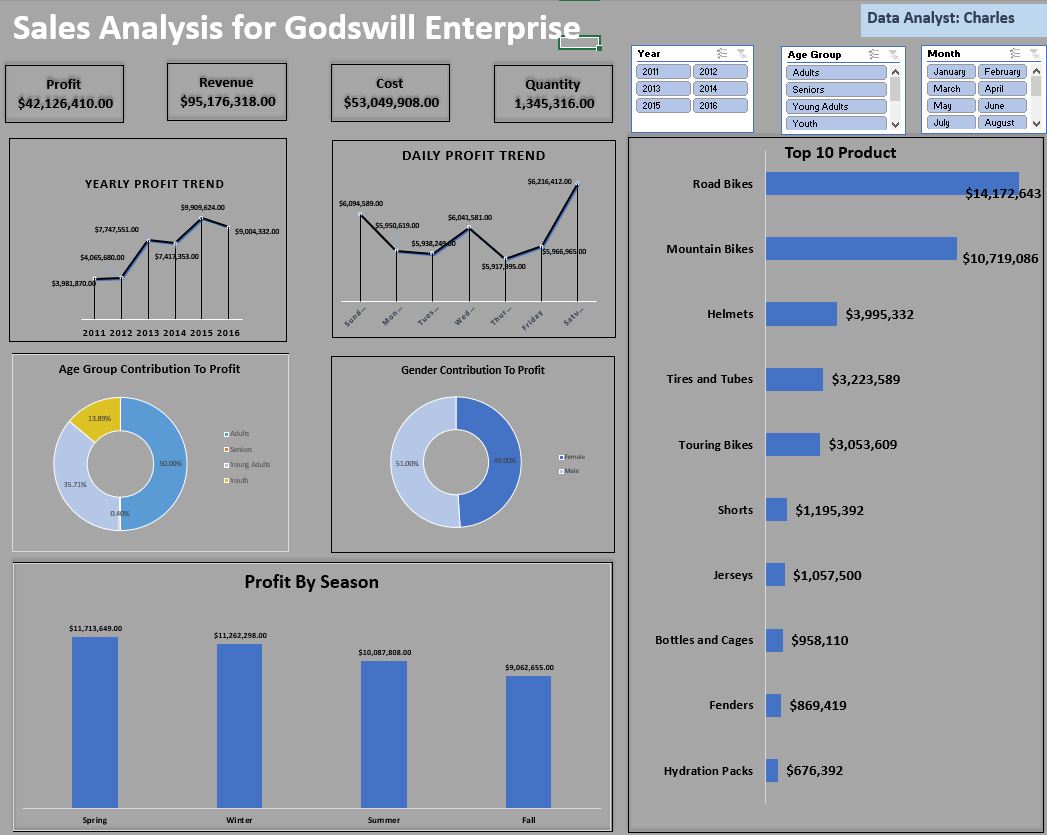 Sales Analysis for Godswill Enterprise
Data Analyst: Charles
Profit
$42,126,410.00
Revenue
$95,176,318.00
Cost
$53,049,908.00
Quantity
1,345,316.00
Year
2011 2012
2013 2014
2015 2016
Age Group
Adults
Seniors
Young Adults
Youth
Month
January February
March April
May June
July August
YEARLY PROFIT TREND
$3,981,870.00
$4,065,680.00
$7,747,551.00
$7,417,353.00
$9,909,624.00
$9,004,332.00
2011 2012 2013 2014 2015 2016
DAILY PROFIT TREND
$6,094,589.00
$5,950,619.00
$5,938,249.00
$6,041,581.00
$5,917,995.00
$5,966,965.00
$6,216,412.00
Sund... Mon... Tues... Wed... Thur... Friday Satu...
Age Group Contribution To Profit
13.89%
50.00%
35.71%
0.40%
Adults
Seniors
Young Adults
Youth
Gender Contribution To Profit
51.00%
49.00%
Female
Male
Profit By Season
$11,713,649.00
$11,262,298.00
$10,087,808.00
$9,062,655.00
Spring Winter Summer Fall
Top 10 Product
Road Bikes $14,172,643
Mountain Bikes $10,719,086
Helmets $3,995,332
Tires and Tubes $3,223,589
Touring Bikes $3,053,609
Shorts $1,195,392
Jerseys $1,057,500
Bottles and Cages $958,110
Fenders $869,419
Hydration Packs $676,392